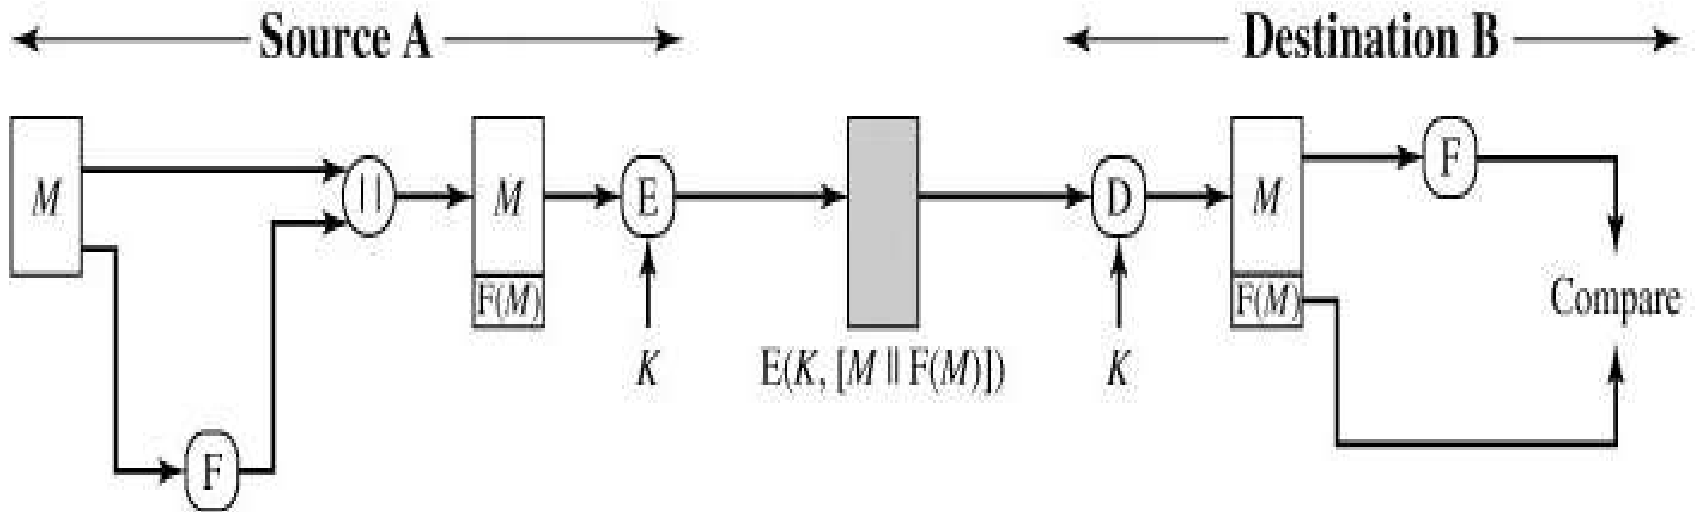 Source A
Destination B
M
||
M
E
D
M
F
F(M)
F(M)
Compare
K
E(K, [M || F(M)])
K
F